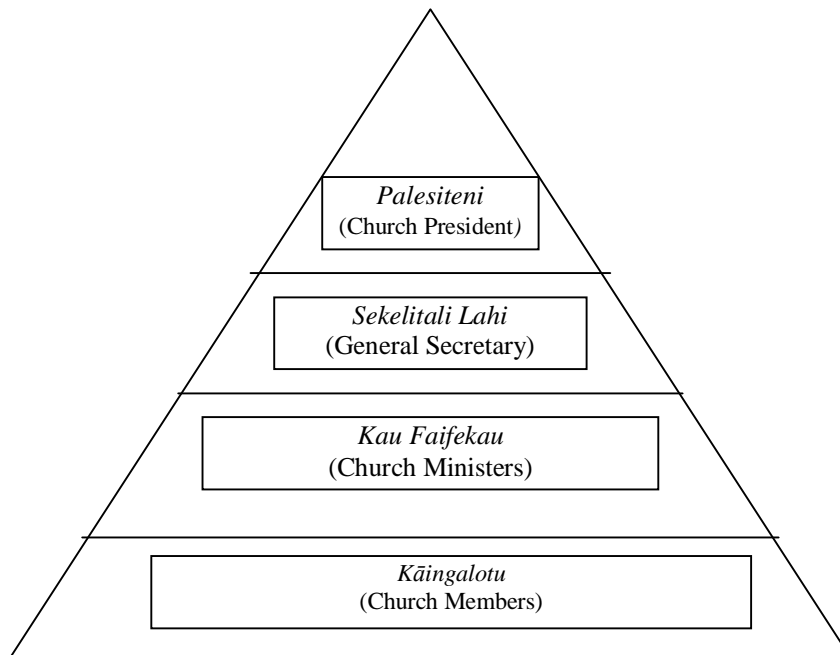 Palesiteni
(Church President)
Sekelitali Lahi
(General Secretary)
Kau Faifekau
(Church Ministers)
Kāingalotu
(Church Members)